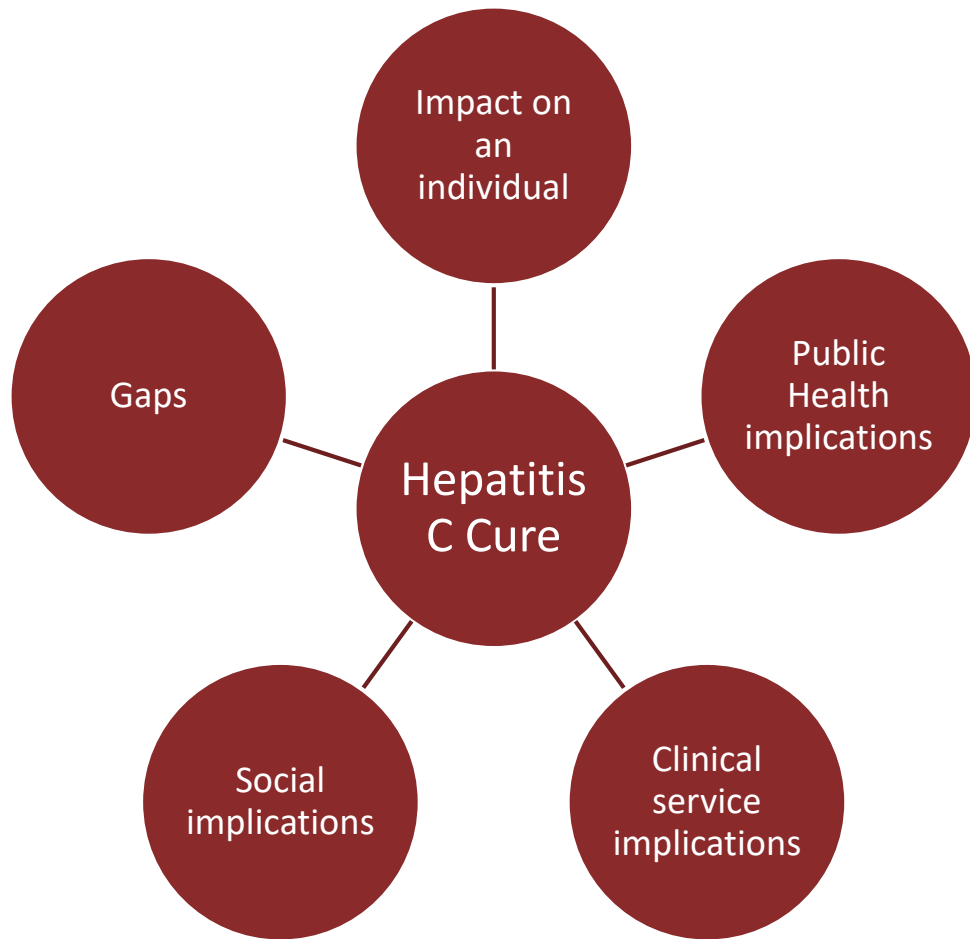 Impact on
an
individual
Public
Health
implications
Gaps
Hepatitis
C Cure
Social
implications
Clinical
service
implications